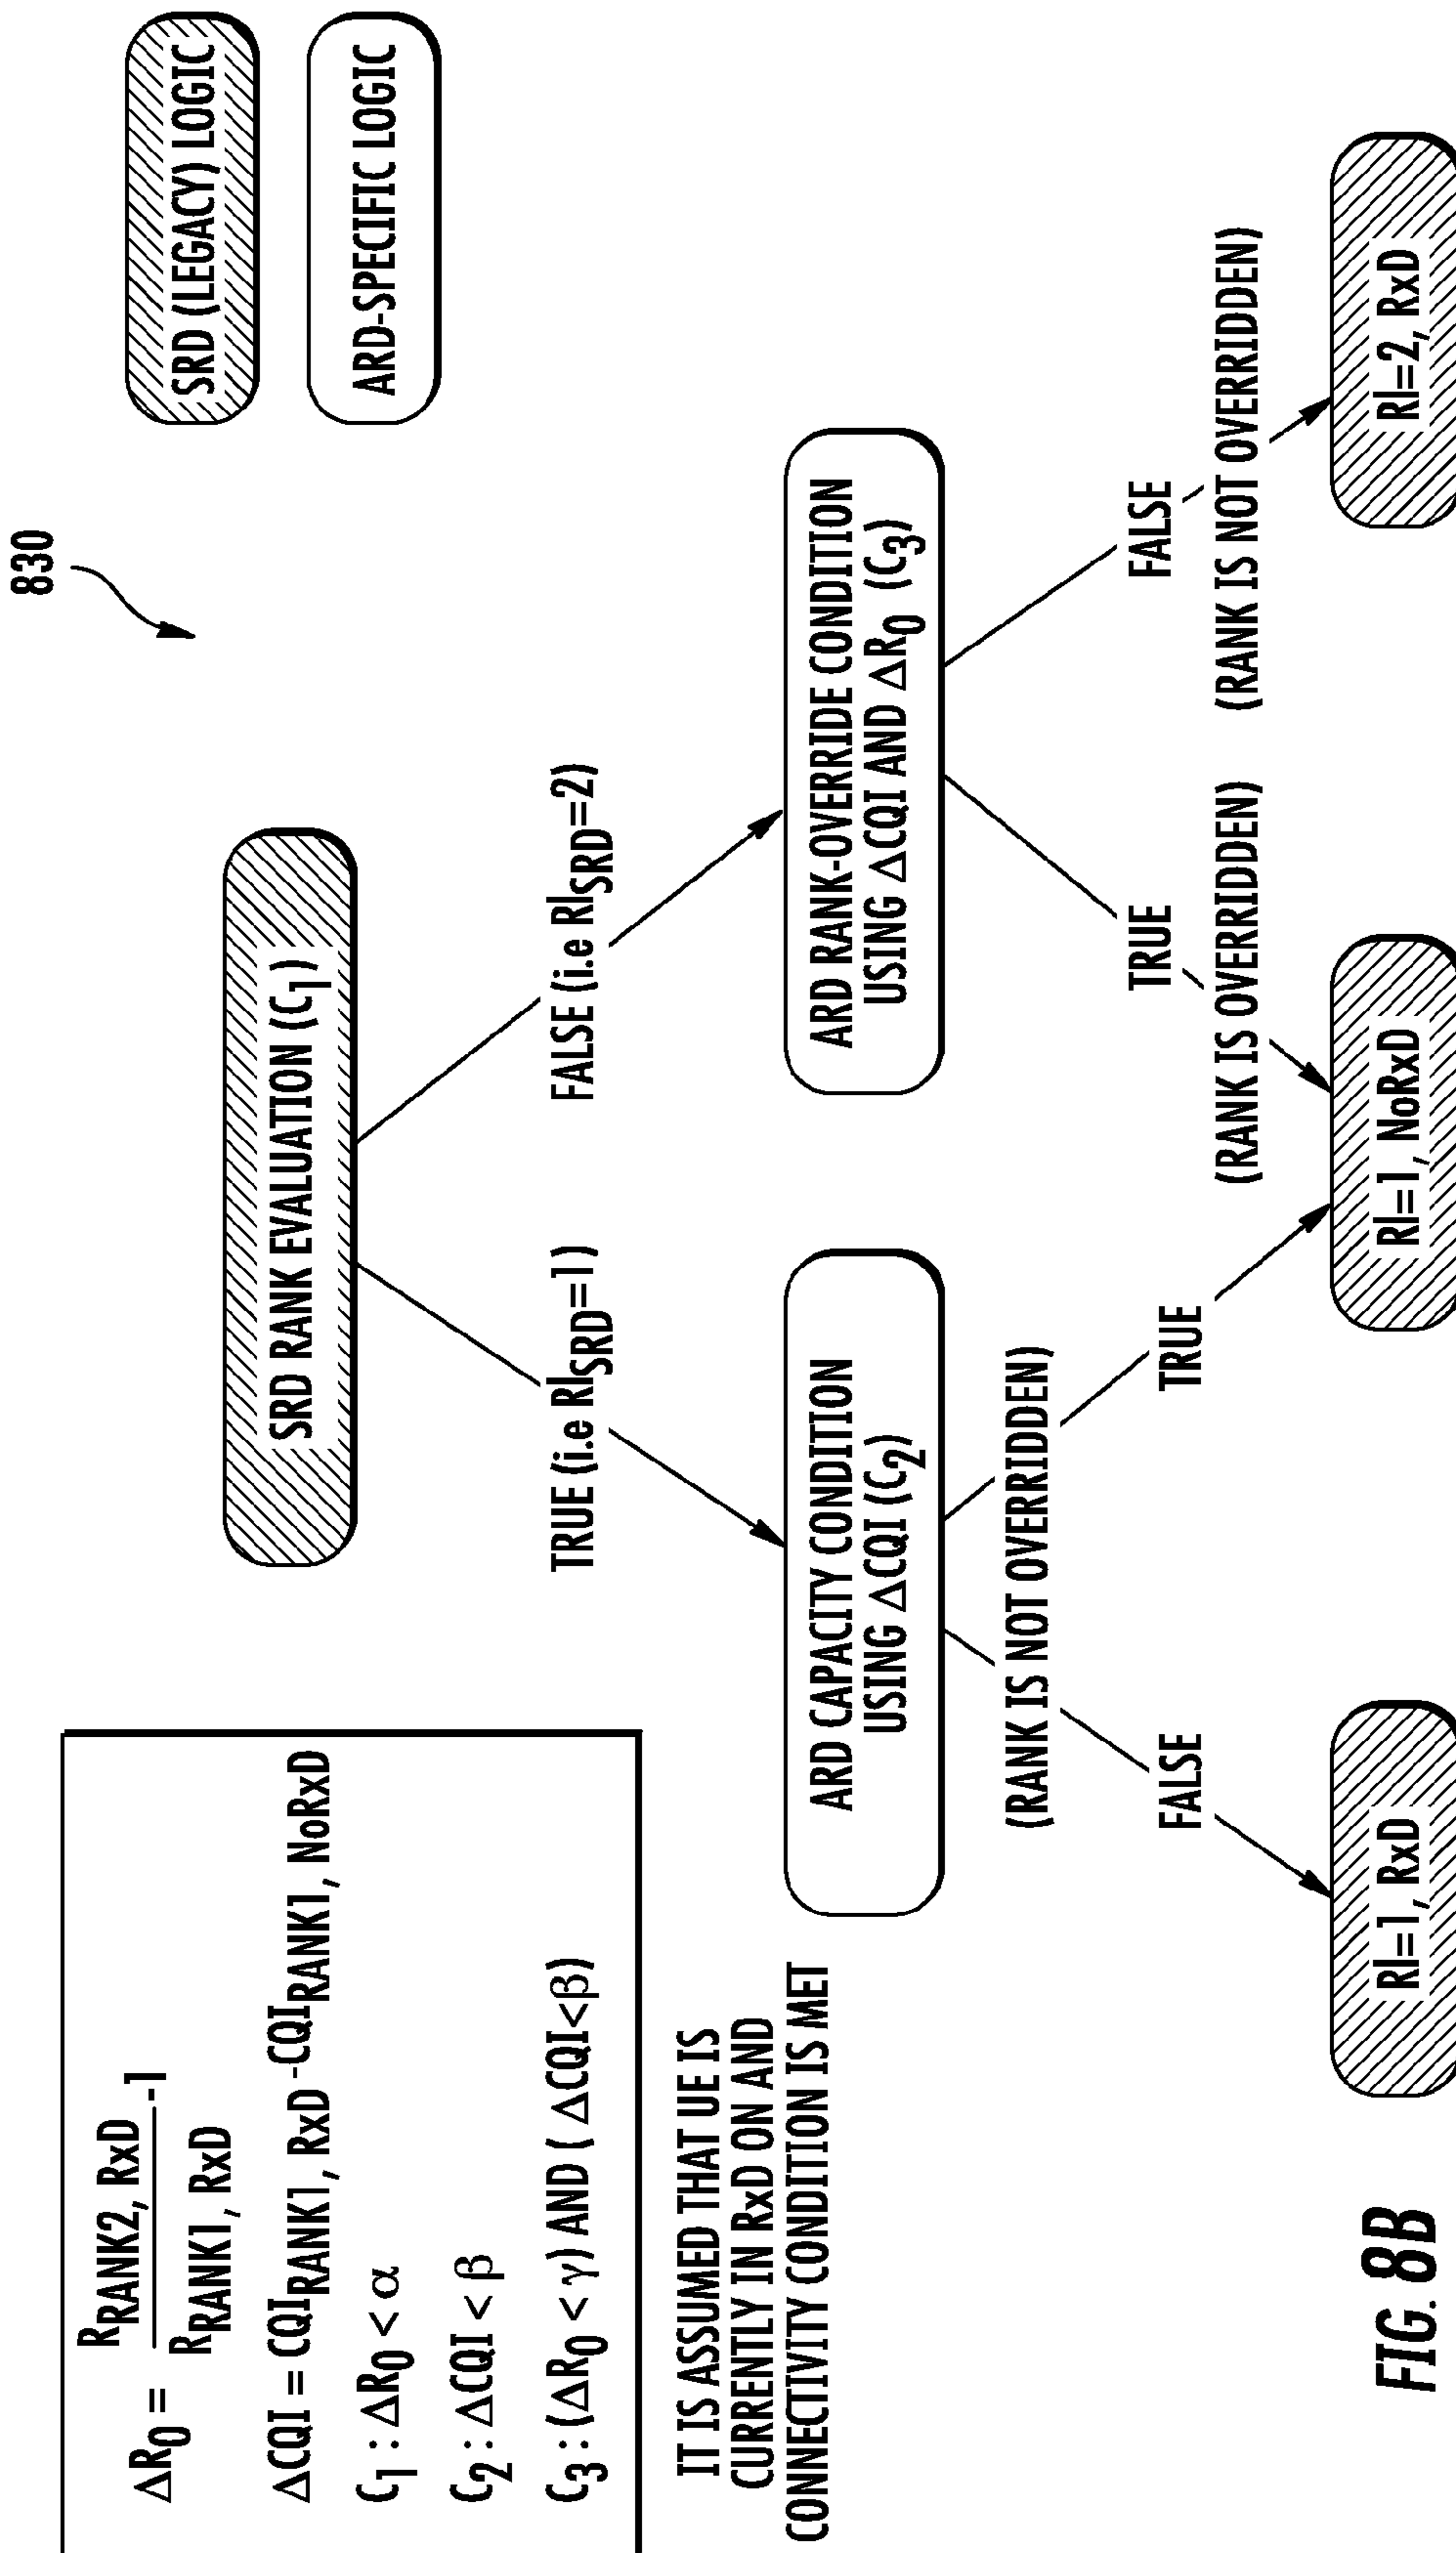 830
ΔR0 = RRANK2, RxD / RRANK1, RxD -1
ΔCQI = CQIRANK1, RxD -CQIRANK1, NoRxD
C1 : ΔR0 < α
C2 : ΔCQI < β
C3 : (ΔR0 < γ) AND ( ΔCQI<β)
IT IS ASSUMED THAT UE IS
CURRENTLY IN RxD ON AND
CONNECTIVITY CONDITION IS MET
SRD (LEGACY) LOGIC
ARD-SPECIFIC LOGIC
SRD RANK EVALUATION (C1)
TRUE (i.e RISRD=1)
FALSE (i.e RISRD=2)
ARD CAPACITY CONDITION
USING ΔCQI (C2)
ARD RANK-OVERRIDE CONDITION
USING ΔCQI AND ΔR0 (C3)
(RANK IS NOT OVERRIDDEN)
FALSE
TRUE
TRUE
(RANK IS OVERRIDDEN)
FALSE
(RANK IS NOT OVERRIDDEN)
RI=1, RxD
RI=1, NoRxD
RI=2, RxD
FIG. 8B